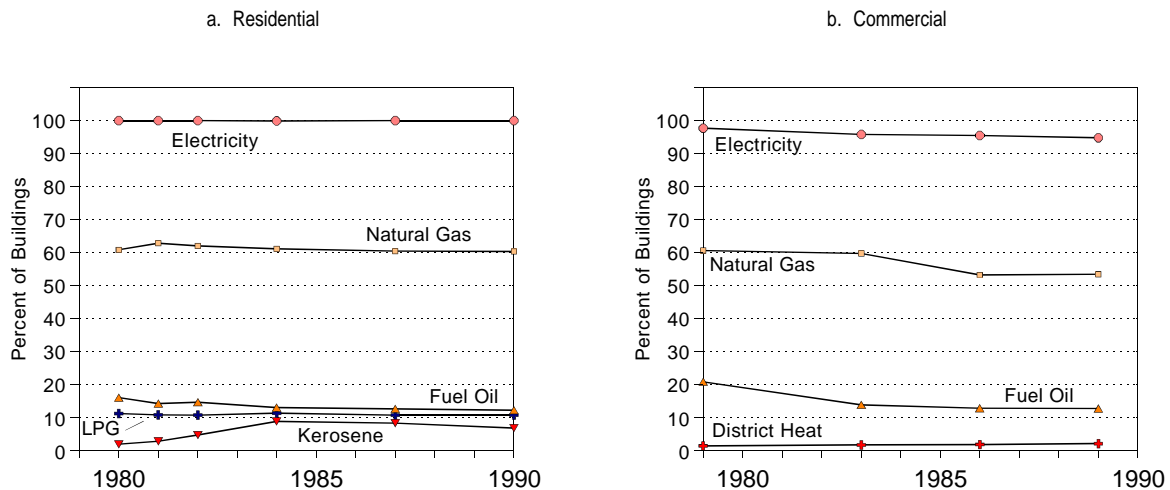 a. Residential
100
90
80
70
60
50
40
30
20
10
0
Percent of Buildings
Electricity
Natural Gas
Fuel Oil
LPG
Kerosene
1980
1985
1990
b. Commercial
100
90
80
70
60
50
40
30
20
10
0
Percent of Buildings
Electricity
Natural Gas
Fuel Oil
District Heat
1980
1985
1990